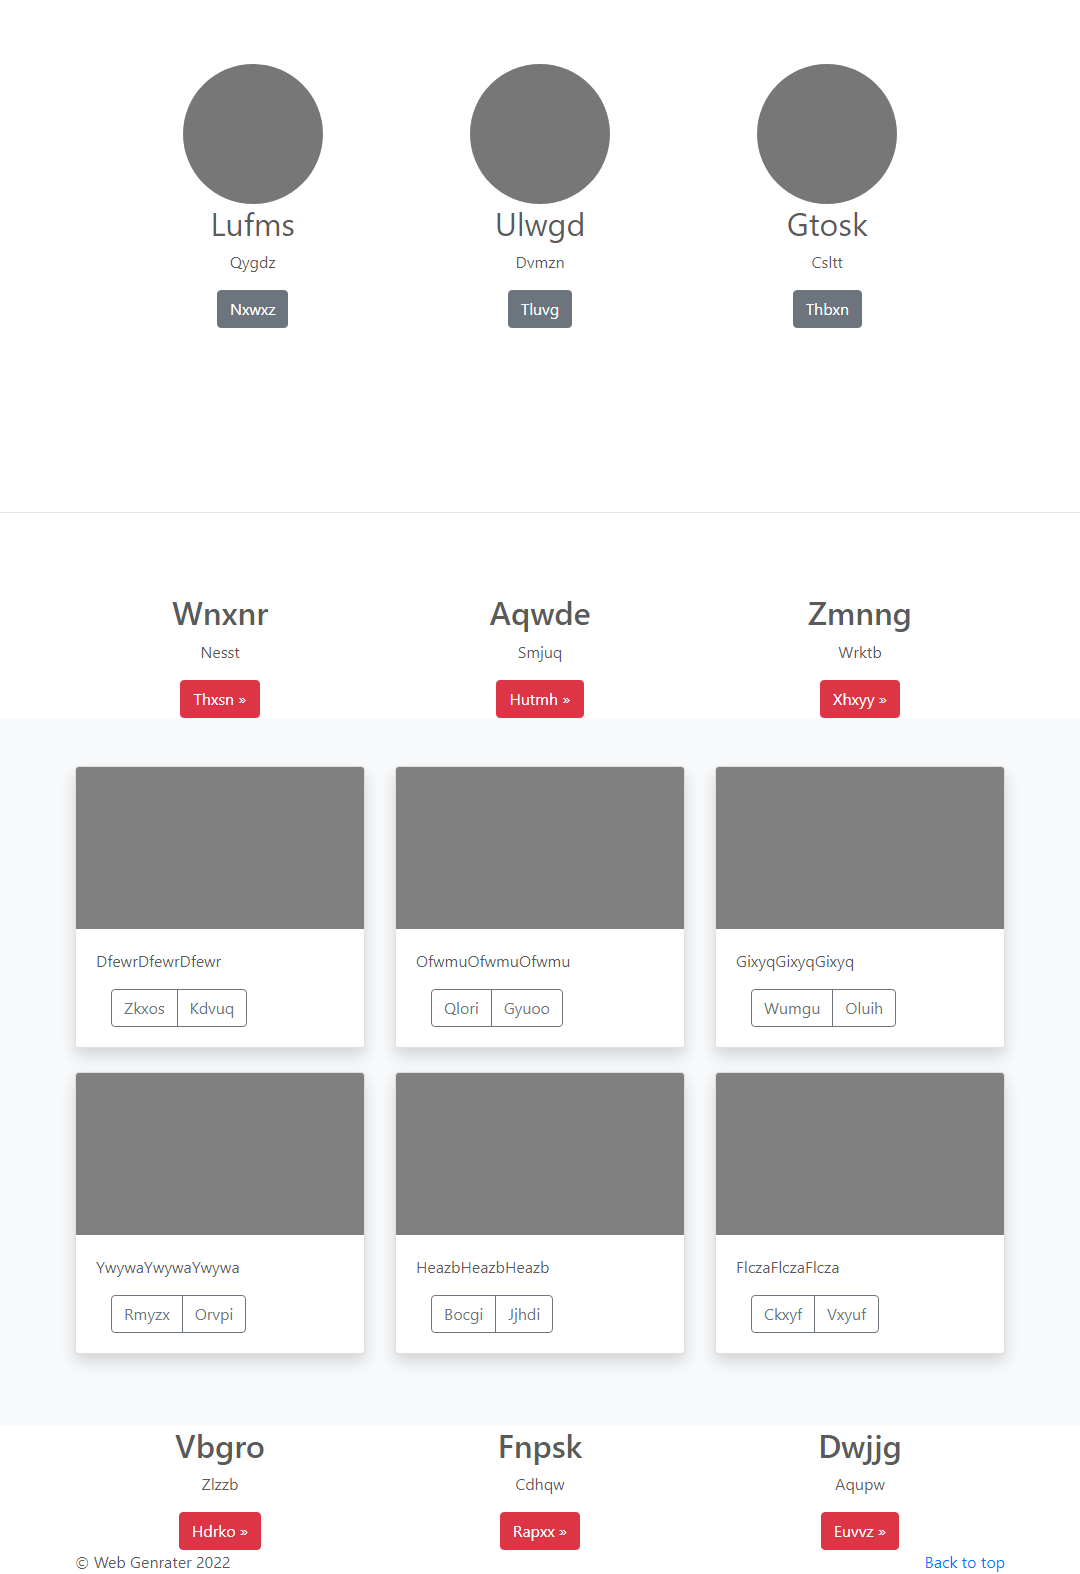 Lufms
Ulwgd
Gtosk
Qygdz
Dvmzn
Csltt
Nxwxz
Tluvg
Thbxn
Wnxnr
Aqwde
Zmnng
Nesst
Smjuq
Wrktb
Thxsn »
Hutmh »
Xhxyy »
DfewrDfewrDfewr
OfwmuOfwmuOfwmu
GixyqGixyqGixyq
Zkxos Kdvuq
Qlori Gyuoo
Wumgu Oluih
YwywaYwywaYwywa
HeazbHeazbHeazb
FlczaFlczaFlcza
Rmyzx Orvpi
Bocgi Jjhdi
Ckxyf Vxyuf
Vbgro
Fnpsk
Dwjjg
Zlzzb
Cdhqw
Aqupw
Hdrko »
Rapxx »
Euvvz »
© Web Genrater 2022
Back to top